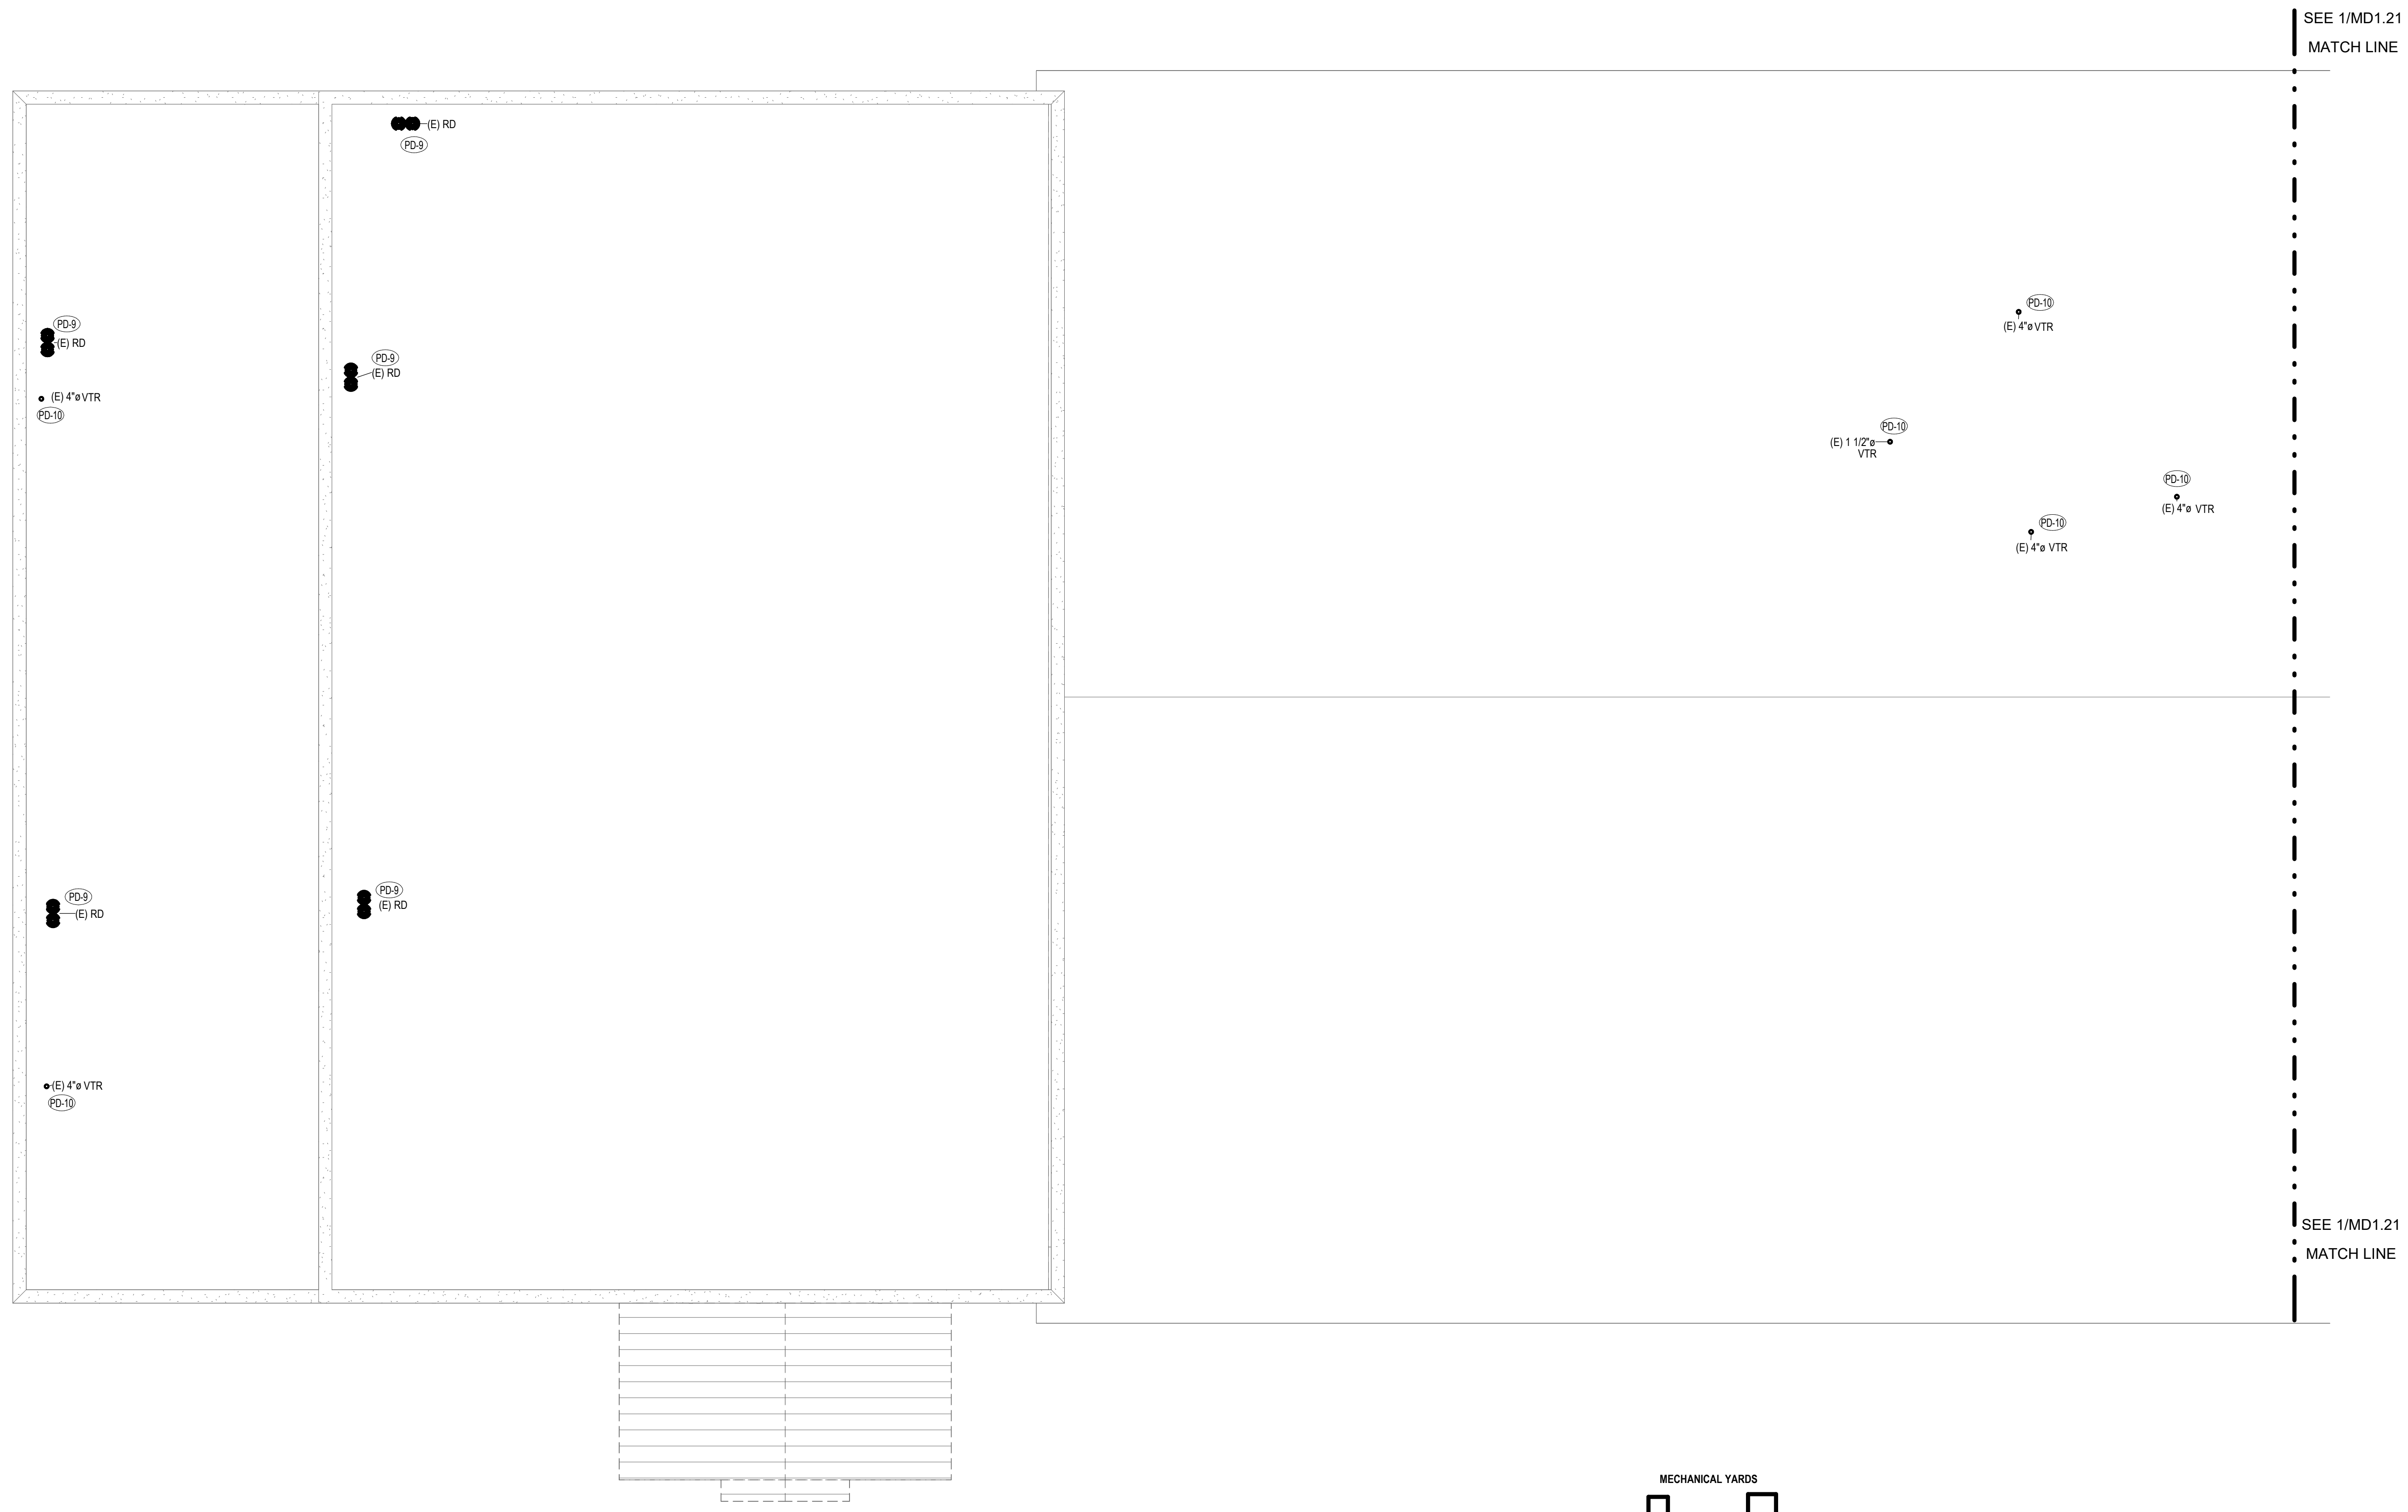 SEE 1/MD1.21
MATCH LINE
(E) RD
PD-9
PD-10
(E) 4"ø VTR
PD-9
(E) RD
PD-9
(E) RD
(E) 4"ø VTR
PD-10
PD-10
(E) 1 1/2"ø
VTR
PD-10
(E) 4"ø VTR
PD-10
(E) 4"ø VTR
PD-9
(E) RD
PD-9
(E) RD
(E) 4"ø VTR
PD-10
SEE 1/MD1.21
MATCH LINE
MECHANICAL YARDS